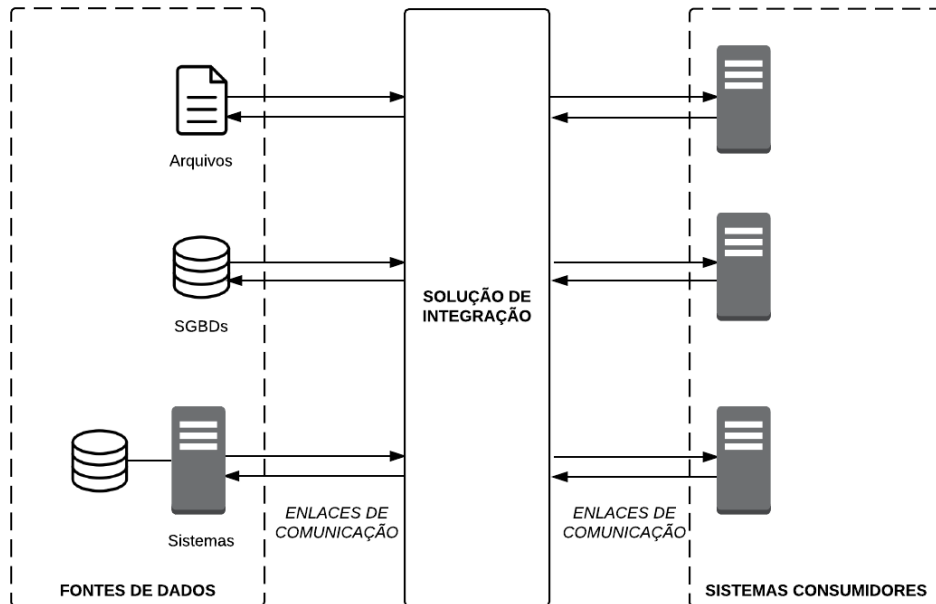 Arquivos
SGBDs
Sistemas
FONTES DE DADOS
ENLACES DE
COMUNICAÇÃO
SOLUÇÃO DE
INTEGRAÇÃO
ENLACES DE
COMUNICAÇÃO
SISTEMAS CONSUMIDORES